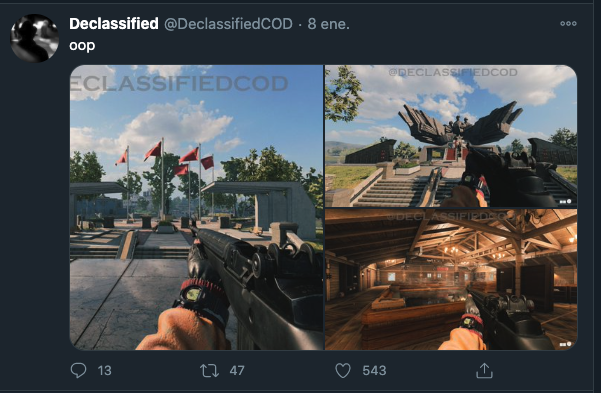 Declassified @DeclassifiedCOD · 8 ene.
oop
ECLASSIFIEDCOD
@DECLASSIFIEDCOD
@DECLASSIFIEDCOD
13
47
543